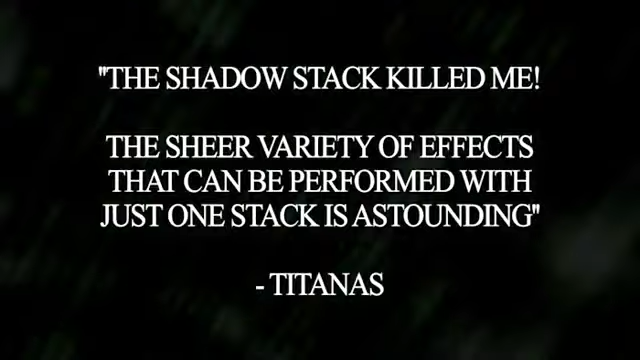 "THE SHADOW STACK KILLED ME!
THE SHEER VARIETY OF EFFECTS
THAT CAN BE PERFORMED WITH
JUST ONE STACK IS ASTOUNDING"
- TITANAS